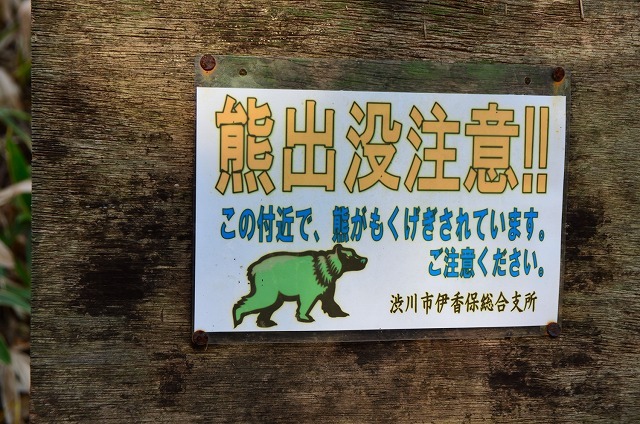 熊出没注意!!
この付近で、熊がもくげきされています。
ご注意ください。
渋川市伊香保総合支所